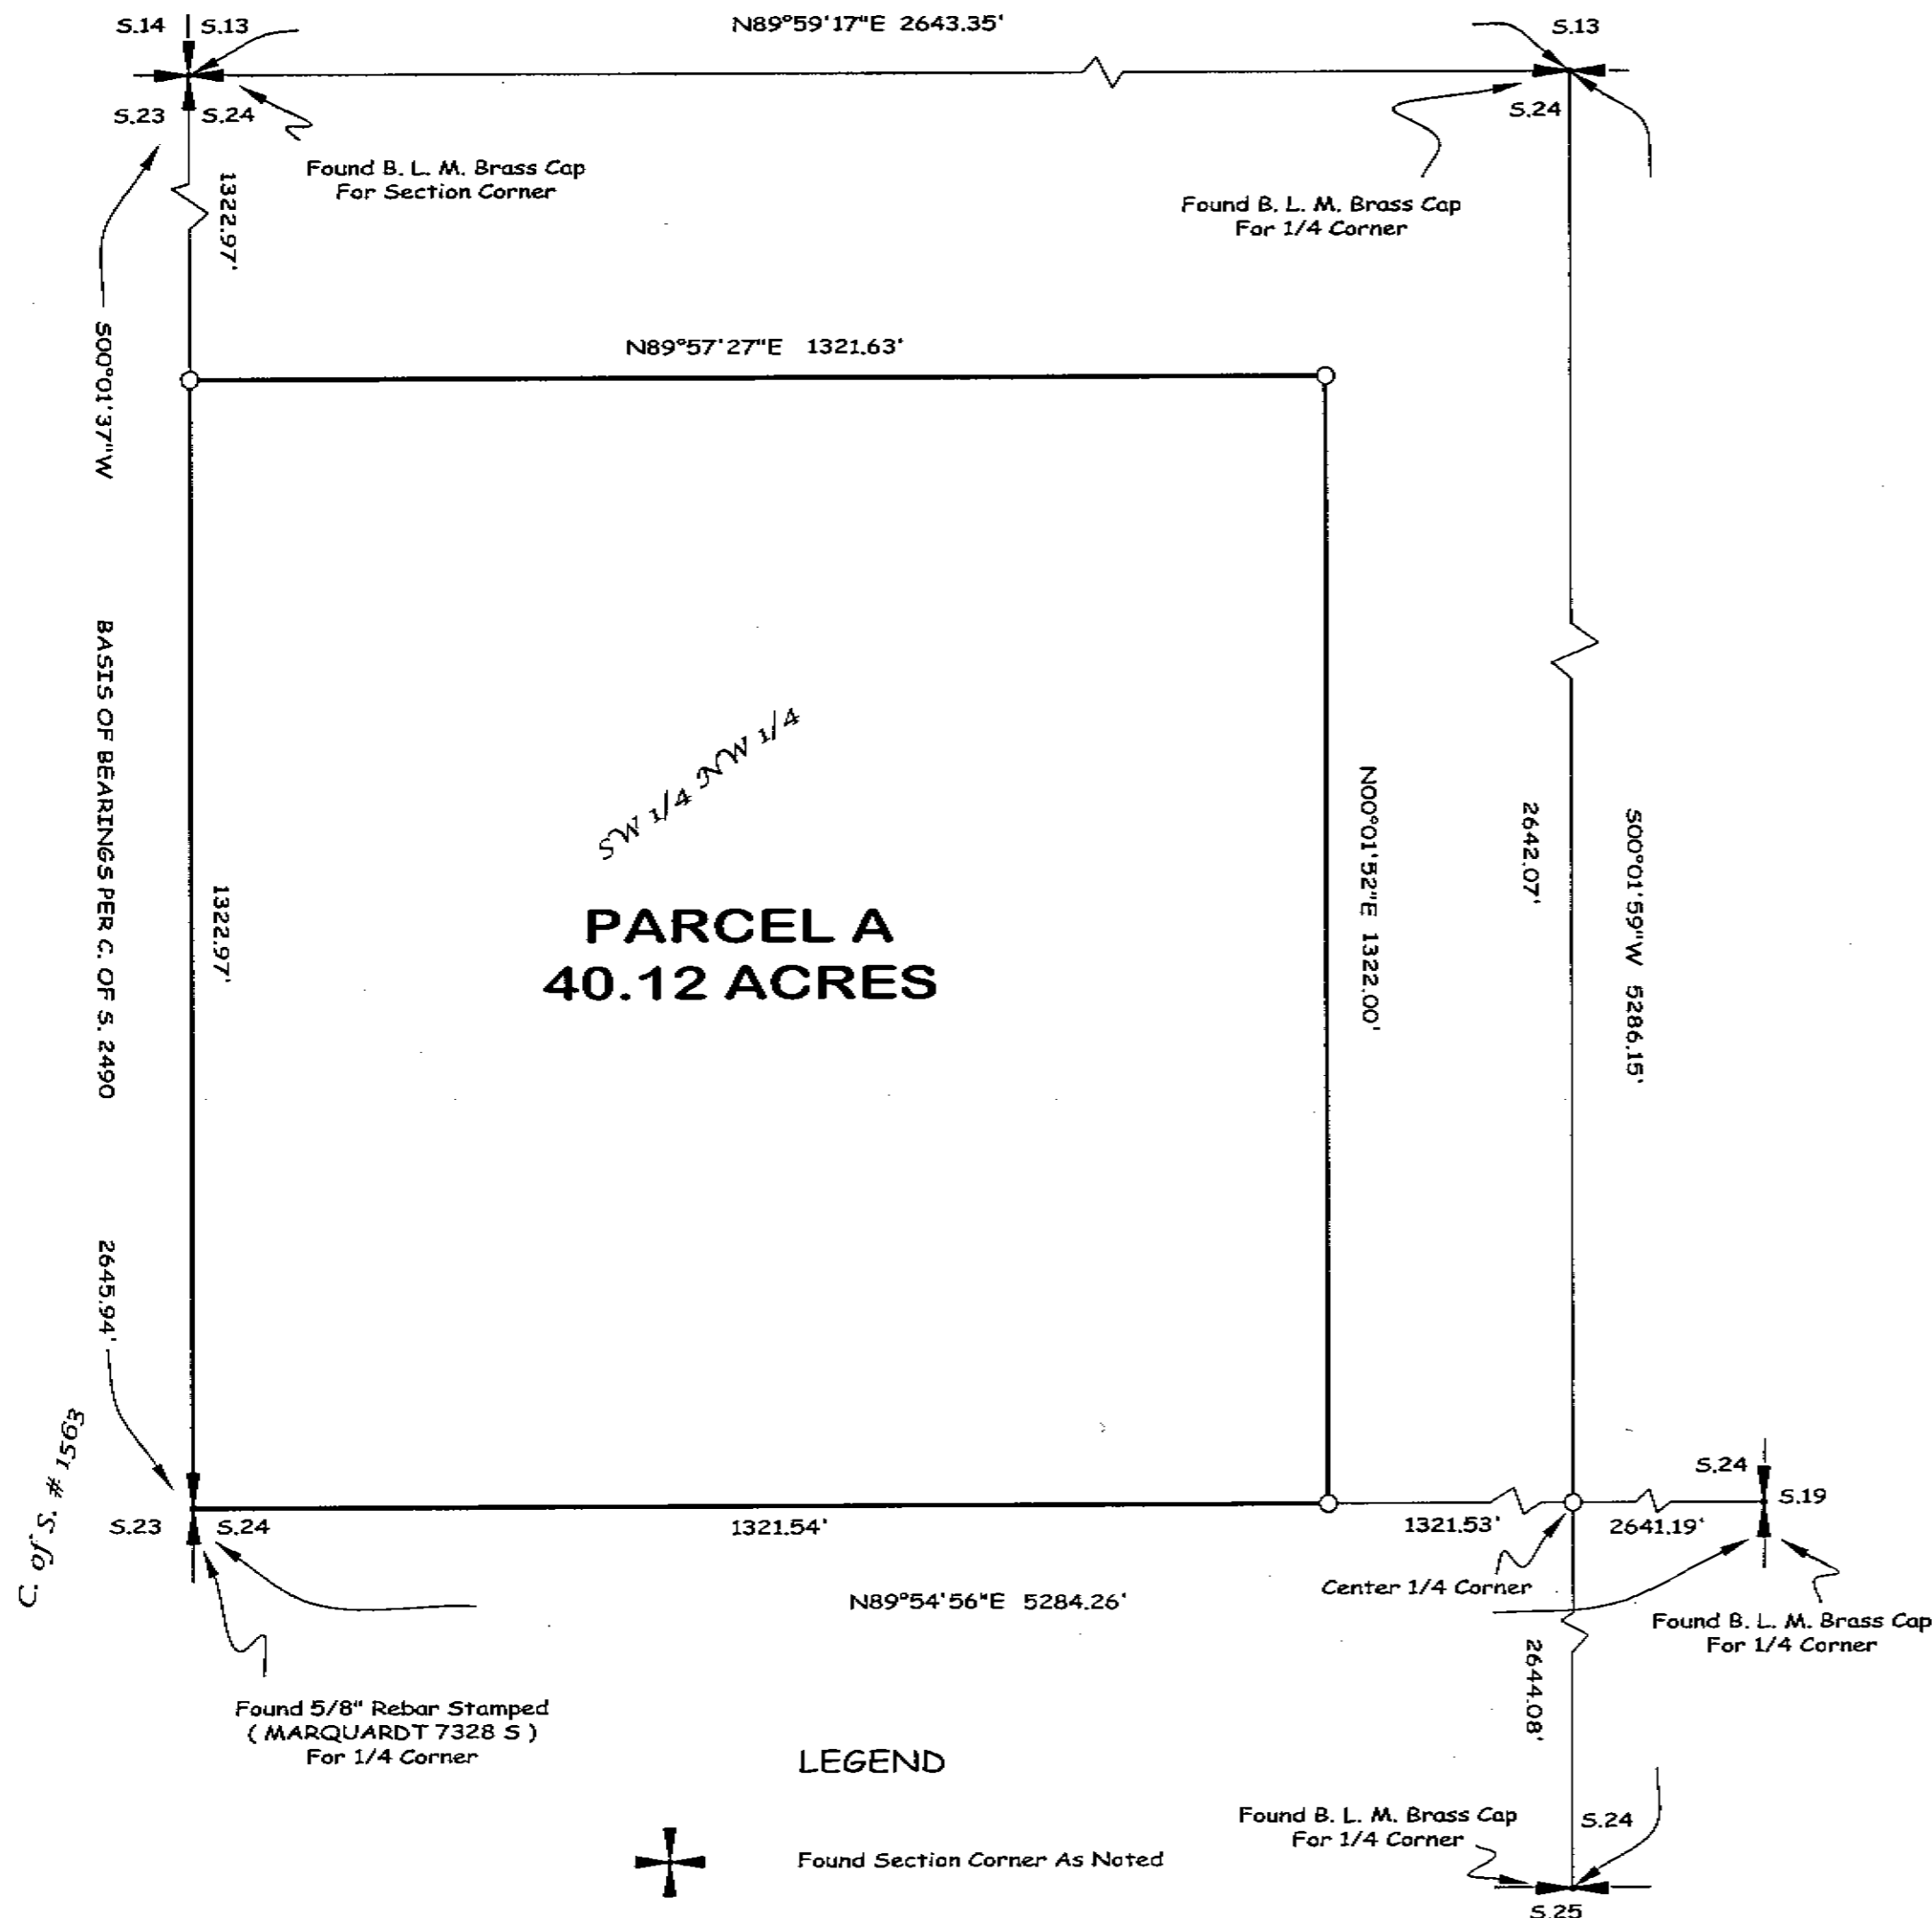 S.14 S.13
N89°59'17"E 2643.35'
S.13
S.23 S.24
S.24
Found B. L. M. Brass Cap
For Section Corner
Found B. L. M. Brass Cap
For 1/4 Corner
1322.97'
S00°01'37"W
N89°57'27"E 1321.63'
BASIS OF BEARINGS PER C. OF S. 2490
SW 1/4 NW 1/4
N00°01'52"E 1322.00'
2642.07'
S00°01'59"W 5286.15'
1322.97'
PARCEL A
40.12 ACRES
2645.94'
C. of S. # 1563
S.24
S.19
S.23 S.24
1321.54'
1321.53'
2641.19'
Center 1/4 Corner
N89°54'56"E 5284.26'
Found B. L. M. Brass Cap
For 1/4 Corner
2644.08'
Found 5/8" Rebar Stamped
( MARQUARDT 7328 S )
For 1/4 Corner
LEGEND
Found B. L. M. Brass Cap
For 1/4 Corner
S.24
Found Section Corner As Noted
S.25